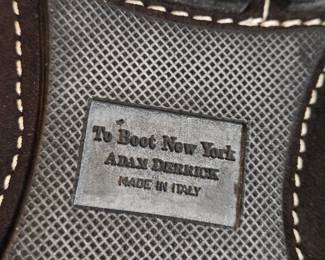 To Boot New York
ADAM DERRICK
MADE IN ITALY